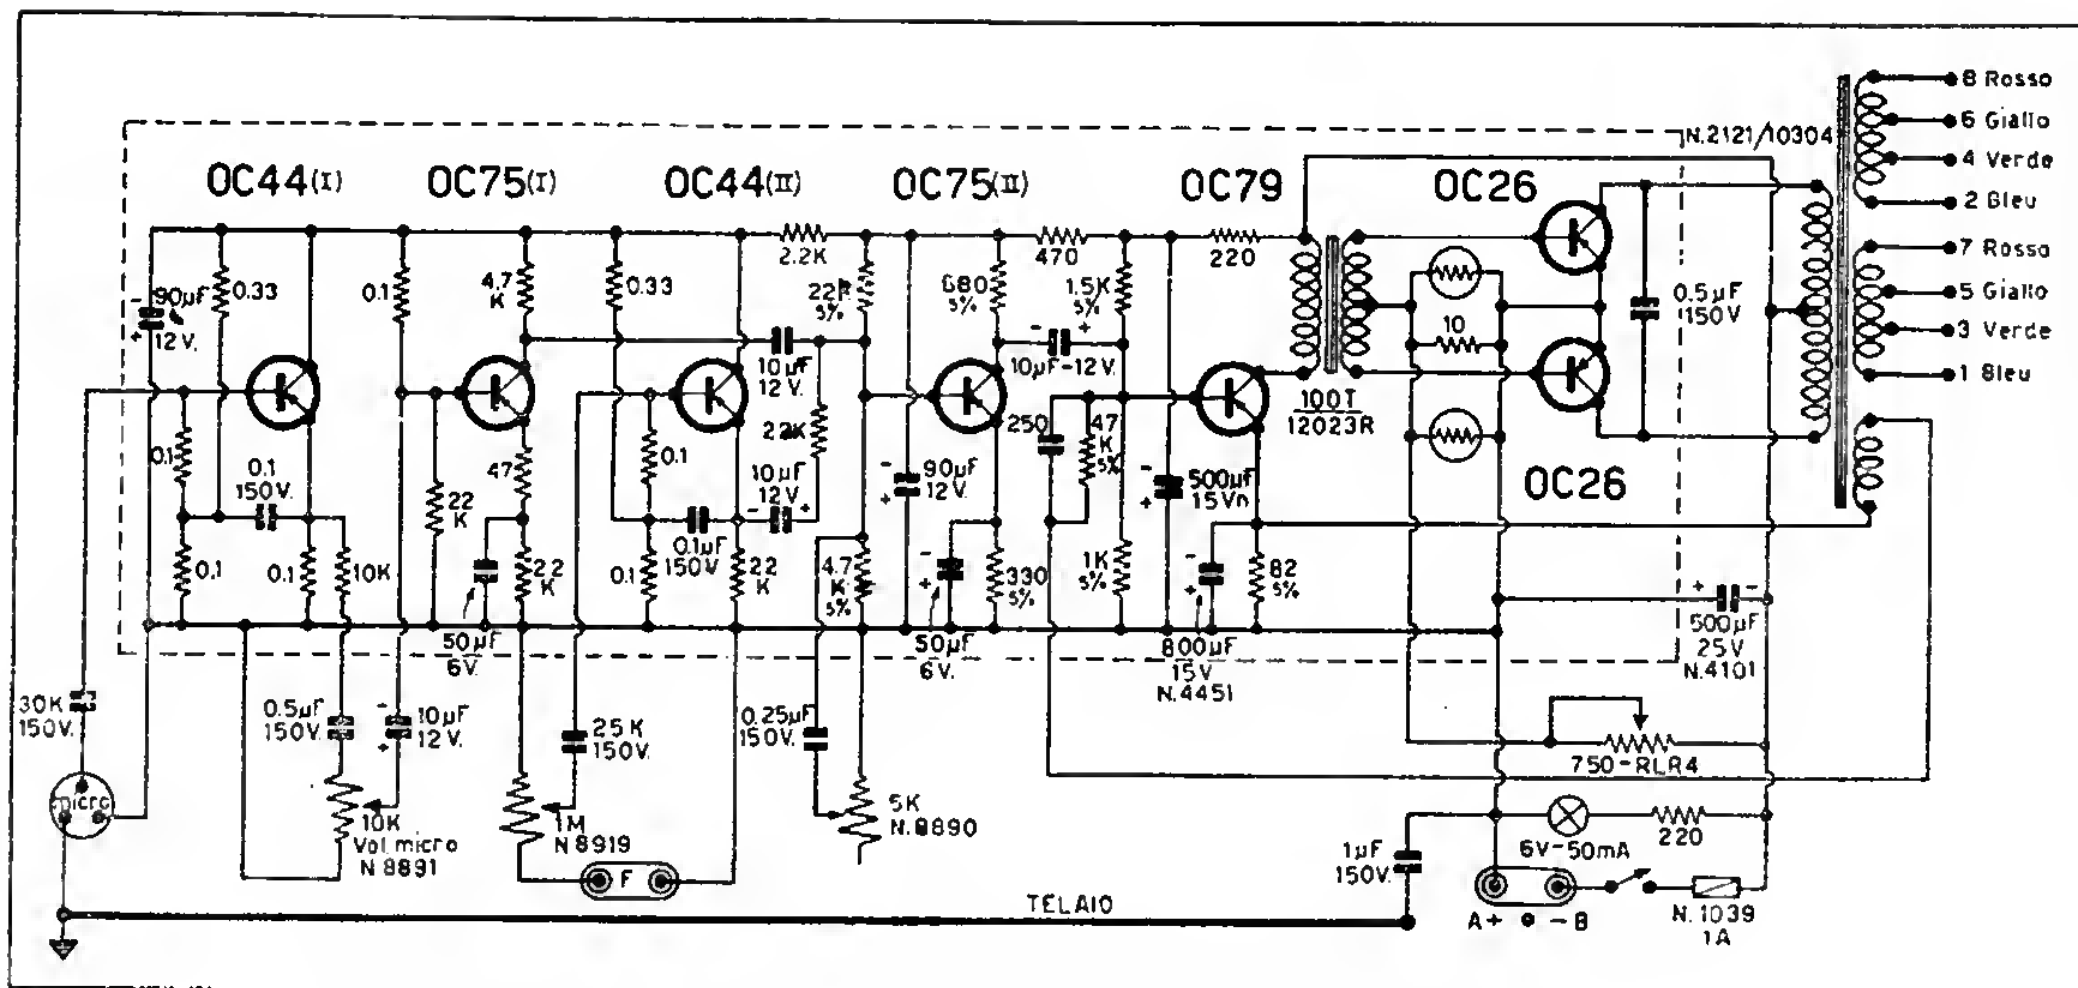 8 Rosso
6 Giallo
4 Verde
2 Bleu
7 Rosso
5 Giallo
3 Verde
1 Bleu
N.2121/10304
OC44(I)
OC75(I)
OC44(II)
OC75(II)
OC79
OC26
- 90µF
+ 12V.
0.33
0.1
4.7
K
0.33
2.2K
5%
680
5%
470
1.5K
5%
220
10
0.5µF
150V
10µF
12V.
- +
10µF-12V.
100T
12023R
0.1
0.1
150V.
47
22
K
0.1
10µF
12V.
- +
90µF
12V.
- +
250
47
K
5%
500µF
15Vn
- +
OC26
0.1
0.1
10K
2.2
K
0.1
0.1µF
150V
22
K
4.7
K
5%
330
5%
1K
5%
82
5%
50µF
6V.
- +
50µF
6V.
- +
800µF
15V
N.4451
+ -
500µF
25V
N.4101
30K
150V.
0.5µF
150V.
- 10µF
+ 12V.
25K
150V.
0.25µF
150V.
750-RLR4
micro
10K
Vol.micro
N 8891
1M
N 8919
5K
N.8890
F
1µF
150V.
6V-50mA
220
TELAIO
A+ -B
N.1039
1A